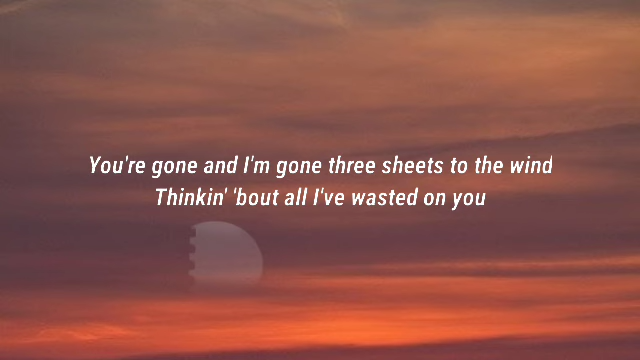 You're gone and I'm gone three sheets to the wind
Thinkin' 'bout all I've wasted on you